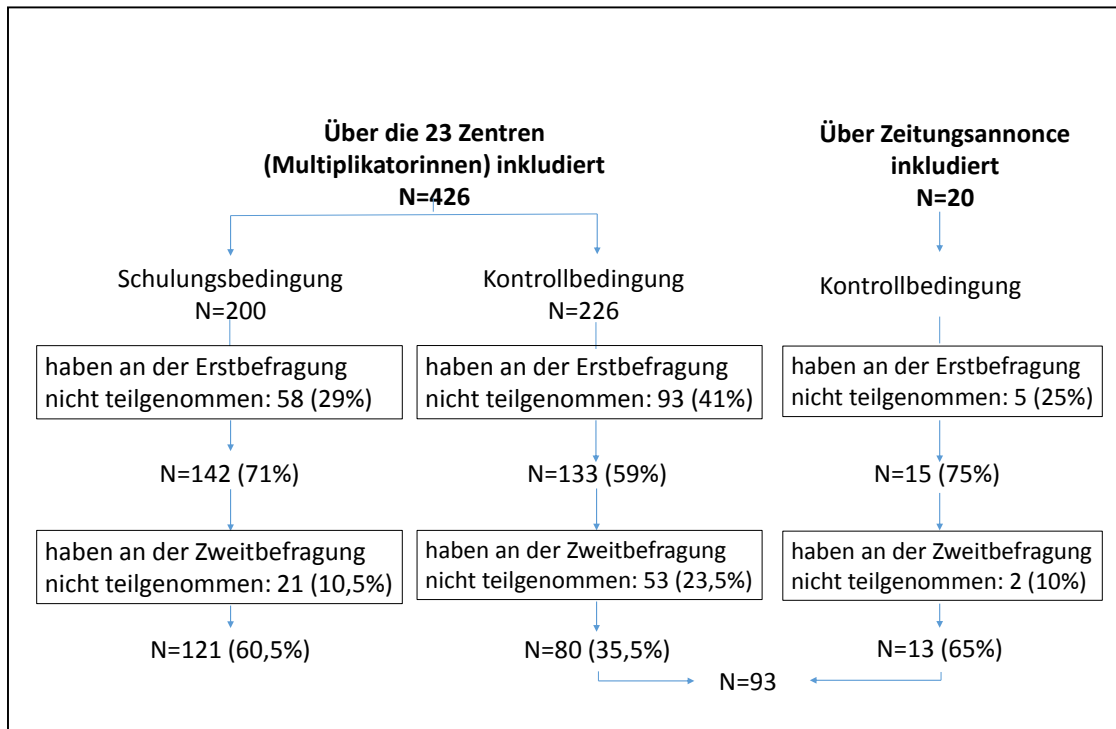 Über die 23 Zentren
(Multiplikatorinnen) inkludiert
N=426
Über Zeitungsannonce
inkludiert
N=20
Schulungsbedingung
N=200
Kontrollbedingung
N=226
Kontrollbedingung
haben an der Erstbefragung
nicht teilgenommen: 58 (29%)
haben an der Erstbefragung
nicht teilgenommen: 93 (41%)
haben an der Erstbefragung
nicht teilgenommen: 5 (25%)
N=142 (71%)
N=133 (59%)
N=15 (75%)
haben an der Zweitbefragung
nicht teilgenommen: 21 (10,5%)
haben an der Zweitbefragung
nicht teilgenommen: 53 (23,5%)
haben an der Zweitbefragung
nicht teilgenommen: 2 (10%)
N=121 (60,5%)
N=80 (35,5%)
N=13 (65%)
N=93